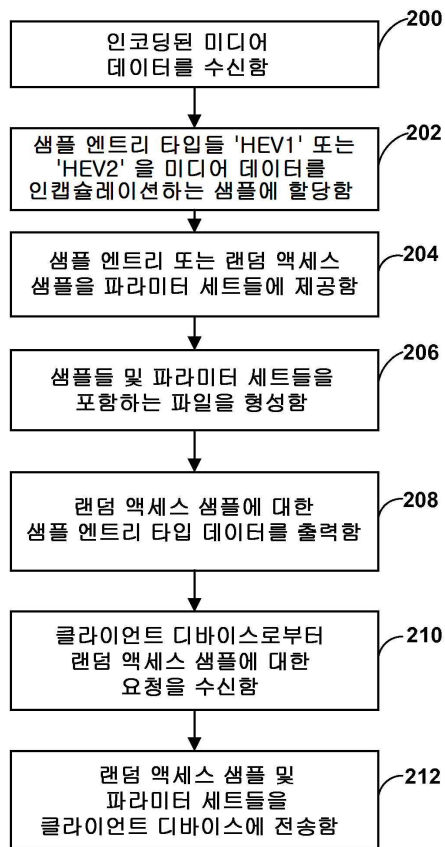 200
인코딩된 미디어
데이터를 수신함
202
샘플 엔트리 타입들 'HEV1' 또는
'HEV2' 을 미디어 데이터를
인캡슐레이션하는 샘플에 할당함
204
샘플 엔트리 또는 랜덤 액세스
샘플을 파라미터 세트들에 제공함
206
샘플들 및 파라미터 세트들을
포함하는 파일을 형성함
208
랜덤 액세스 샘플에 대한
샘플 엔트리 타입 데이터를 출력함
210
클라이언트 디바이스로부터
랜덤 액세스 샘플에 대한
요청을 수신함
212
랜덤 액세스 샘플 및
파라미터 세트들을
클라이언트 디바이스에 전송함